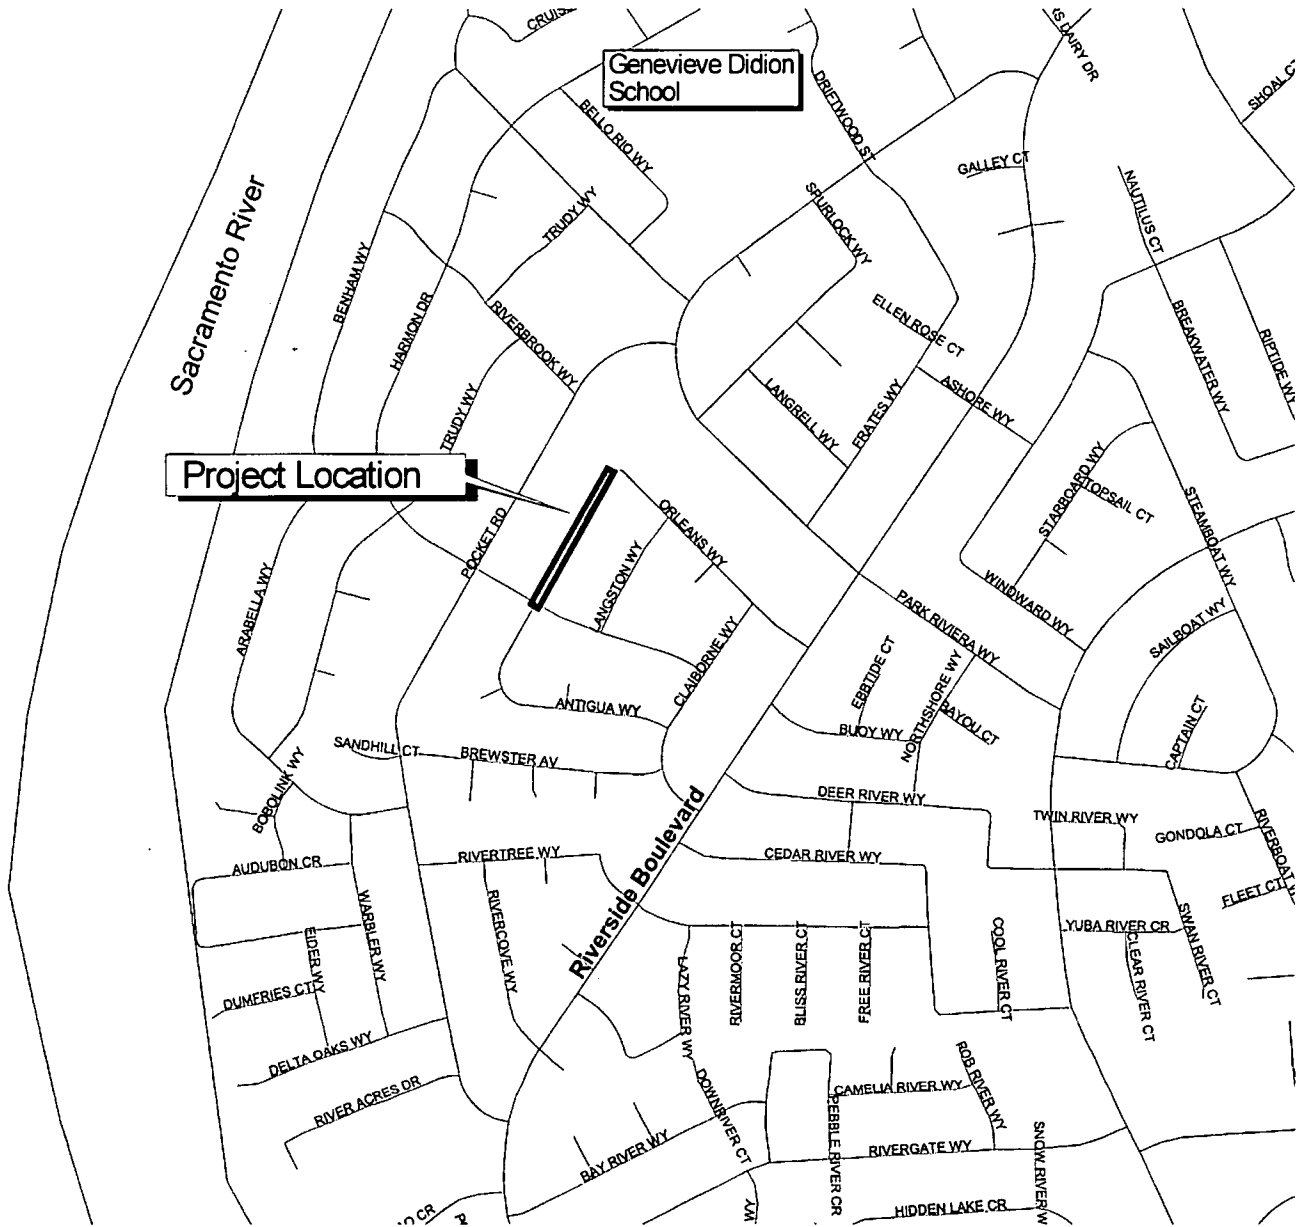 CRUIS
Genevieve Didion
School
DAIRY DR
SHOAL CT
DRIFTWOOD ST
BELLO RIO WY
GALLEY CT
NAUTILUS CT
SPURLOCK WY
TRUDY WY
Sacramento River
BENHAM WY
HARMON DR
RIVERBROOK WY
ELLEN ROSE CT
BREAKWATER WY
RIPTIDE WY
ASHORE WY
LANGRELL WY
FRATES WY
TRUDY WY
Project Location
STARBOARD WY
TOPSAIL CT
STEAMBOAT WY
POCKET RD
ORLEANS WY
LANGSTON WY
ARABELLA WY
WINDWARD WY
PARK RIVIERA WY
SAILBOAT WY
CLAIBORNE WY
EBBTIDE CT
NORTHSHORE WY
BAYOU CT
CAPTAIN CT
ANTIGUA WY
BUOY WY
SANDHILL CT
BREWSTER AV
BOBOLINK WY
DEER RIVER WY
TWIN RIVER WY
GONDOLA CT
RIVERBOAT W
Riverside Boulevard
AUDUBON CR
RIVERTREE WY
CEDAR RIVER WY
FLEET CT
WARBLER WY
RIVERCOVE WY
EIDER WY
RIVERMOOR CT
BLISS RIVER CT
FREE RIVER CT
COOL RIVER CT
YUBA RIVER CR
SWAN RIVER CT
CLEAR RIVER CT
LAZY RIVER WY
DUMFRIES CT
DELTA OAKS WY
RIVER ACRES DR
DOWNRIVER CT
CAMELIA RIVER WY
ROB RIVER WY
PEBBLE RIVER CR
BAY RIVER WY
RIVERGATE WY
SNOW RIVER W
HIDDEN LAKE CR
CR
WY